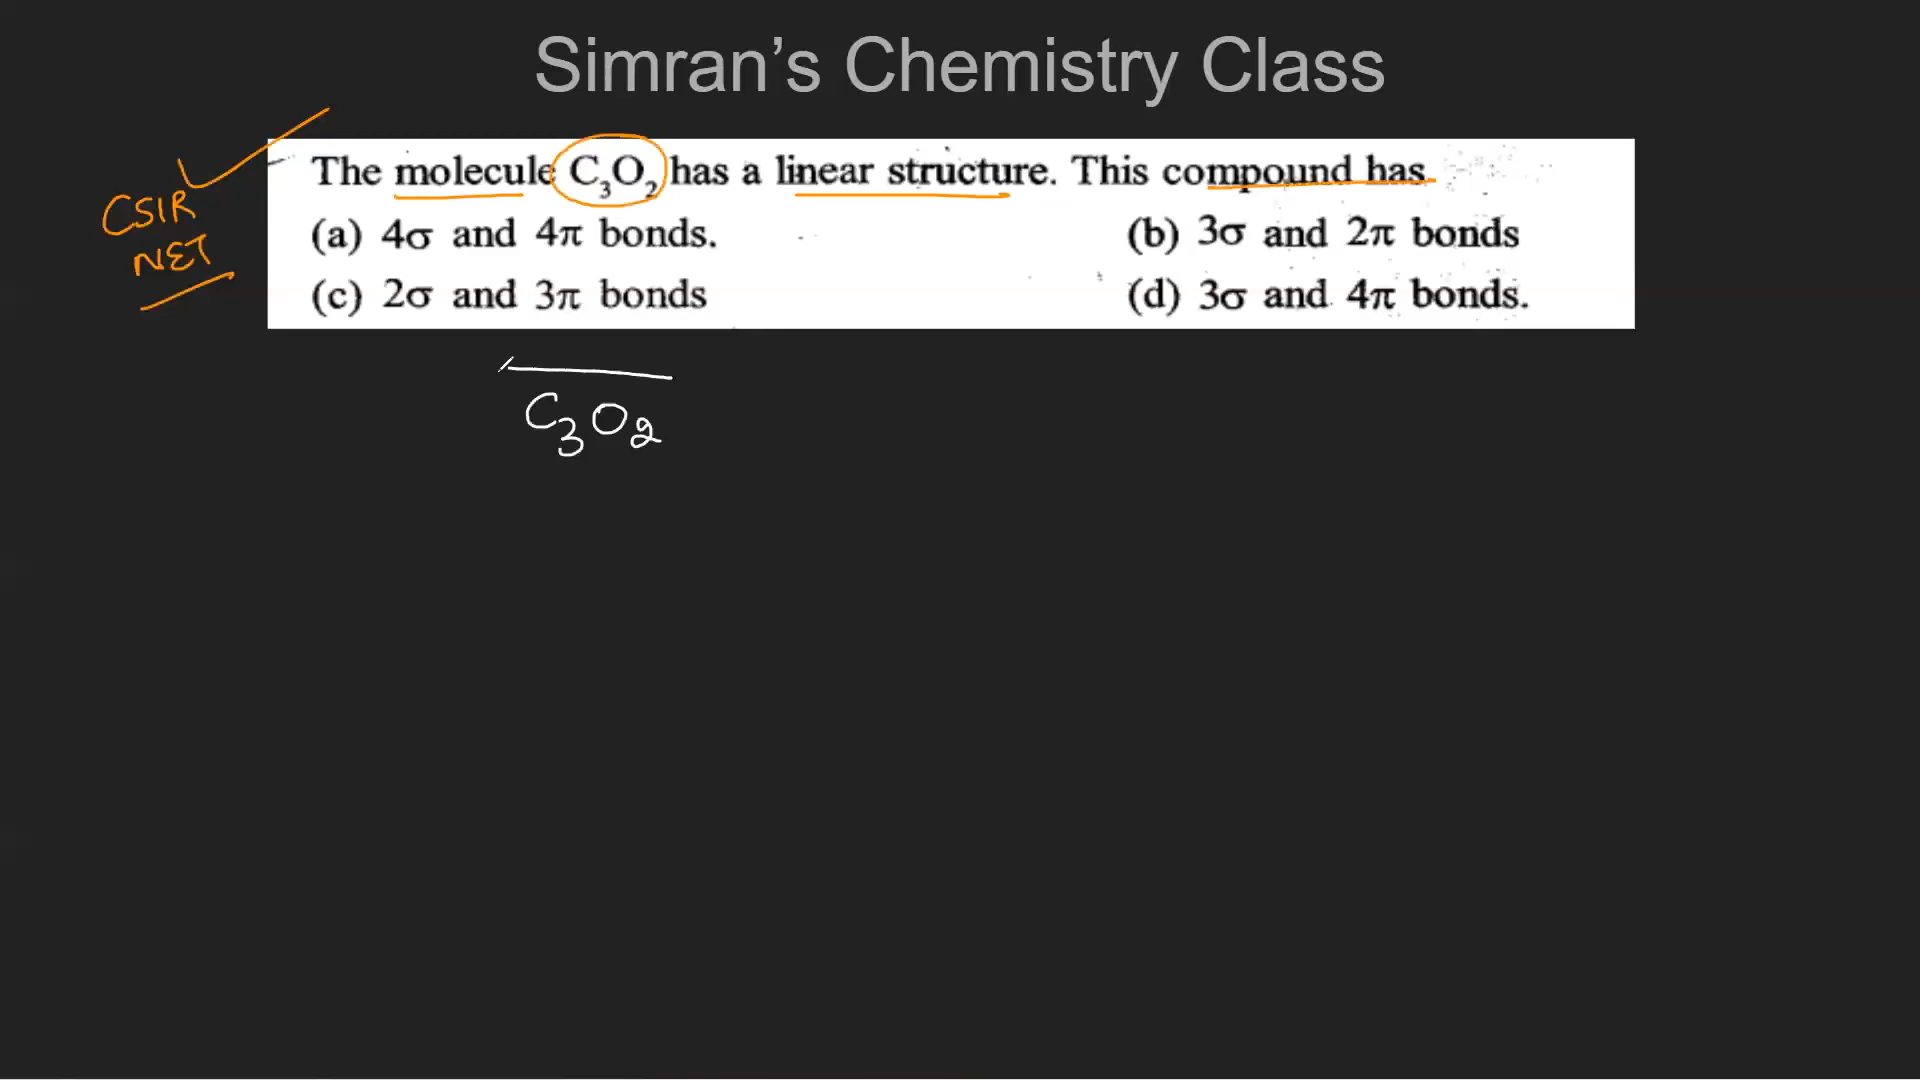 Simran’s Chemistry Class
The molecule C₃O₂ has a linear structure. This compound has
(a) 4σ and 4π bonds.
(b) 3σ and 2π bonds
(c) 2σ and 3π bonds
(d) 3σ and 4π bonds.
CSIR
NET
C₃O₂